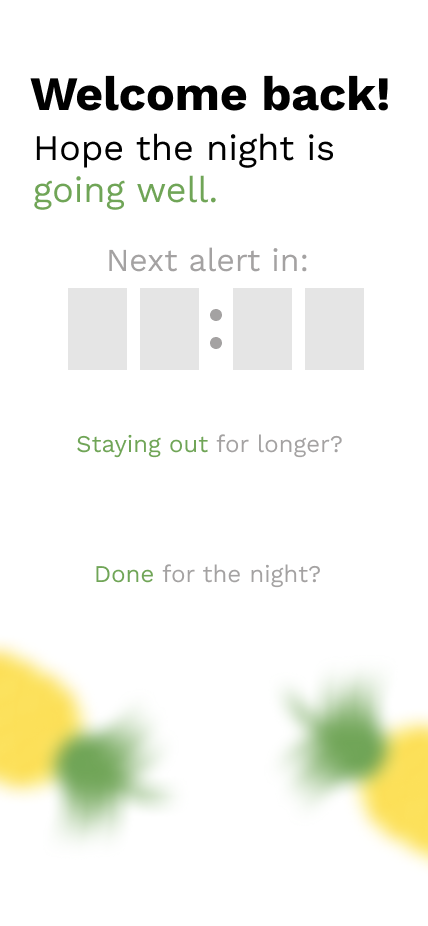 Welcome back!
Hope the night is
going well.
Next alert in:
:
Staying out for longer?
Done for the night?